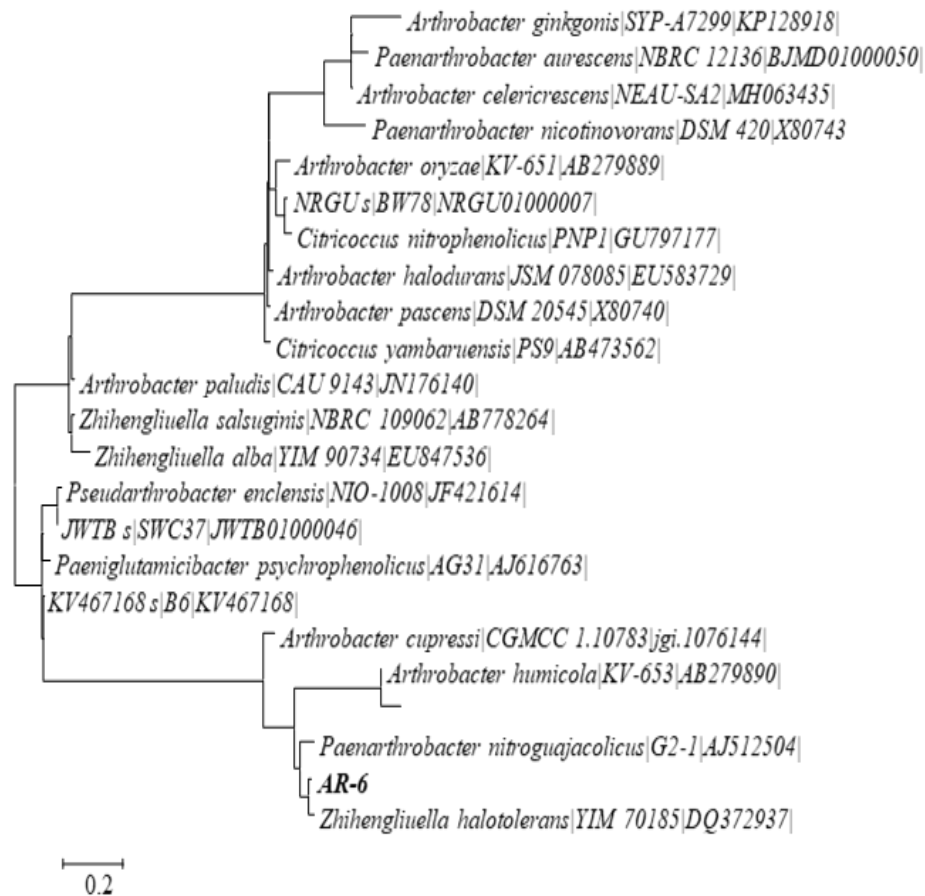 Arthrobacter ginkgonis|SYP-A7299|KP128918|
Paenarthrobacter aurescens|NBRC 12136|BJMD01000050|
Arthrobacter celericrescens|NEAU-SA2|MH063435|
Paenarthrobacter nicotinovorans|DSM 420|X80743
Arthrobacter oryzae|KV-651|AB279889|
NRGU s|BW78|NRGU01000007|
Citricoccus nitrophenolicus|PNP1|GU797177|
Arthrobacter halodurans|JSM 078085|EU583729|
Arthrobacter pascens|DSM 20545|X80740|
Citricoccus yambaruensis|PS9|AB473562|
Arthrobacter paludis|CAU 9143|JN176140|
Zhihengliuella salsuginis|NBRC 109062|AB778264|
Zhihengliuella alba|YIM 90734|EU847536|
Pseudarthrobacter enclensis|NIO-1008|JF421614|
JWTB s|SWC37|JWTB01000046|
Paeniglutamicibacter psychrophenolicus|AG31|AJ616763|
KV467168 s|B6|KV467168|
Arthrobacter cupressi|CGMCC 1.10783|jgi.1076144|
Arthrobacter humicola|KV-653|AB279890|
Paenarthrobacter nitroguajacolicus|G2-1|AJ512504|
AR-6
Zhihengliuella halotolerans|YIM 70185|DQ372937|
0.2